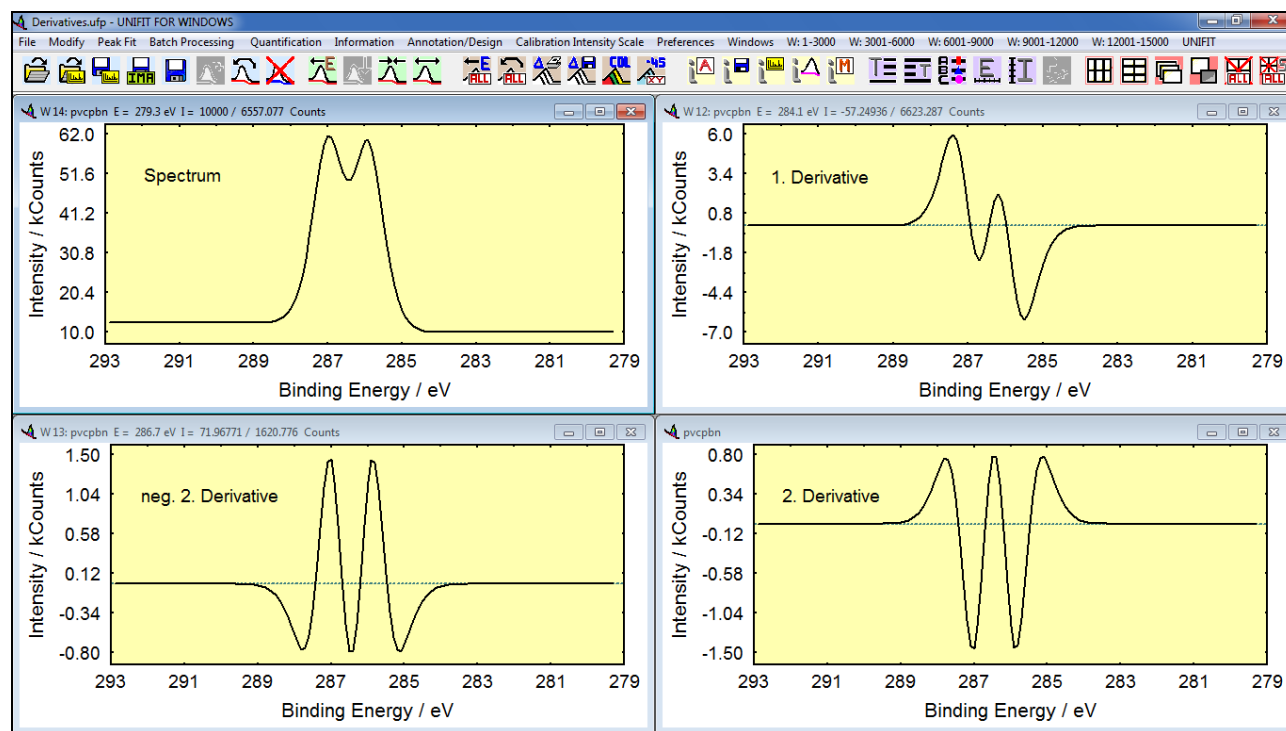 Derivatives.ufp - UNIFIT FOR WINDOWS
File Modify Peak Fit Batch Processing Quantification Information Annotation/Design Calibration Intensity Scale Preferences Windows W: 1-3000 W: 3001-6000 W: 6001-9000 W: 9001-12000 W: 12001-15000 UNIFIT
IMA E ALL ALL COL -45 XY A M T T B C E I ALL ALL
W 14: pvcpbn E = 279.3 eV I = 10000 / 6557.077 Counts
62.0
51.6
41.2
30.8
20.4
10.0
Intensity / kCounts
Spectrum
293 291 289 287 285 283 281 279
Binding Energy / eV
W 12: pvcpbn E = 284.1 eV I = -57.24936 / 6623.287 Counts
6.0
3.4
0.8
-1.8
-4.4
-7.0
Intensity / kCounts
1. Derivative
293 291 289 287 285 283 281 279
Binding Energy / eV
W 13: pvcpbn E = 286.7 eV I = 71.96771 / 1620.776 Counts
1.50
1.04
0.58
0.12
-0.34
-0.80
Intensity / kCounts
neg. 2. Derivative
293 291 289 287 285 283 281 279
Binding Energy / eV
pvcpbn
0.80
0.34
-0.12
-0.58
-1.04
-1.50
Intensity / kCounts
2. Derivative
293 291 289 287 285 283 281 279
Binding Energy / eV